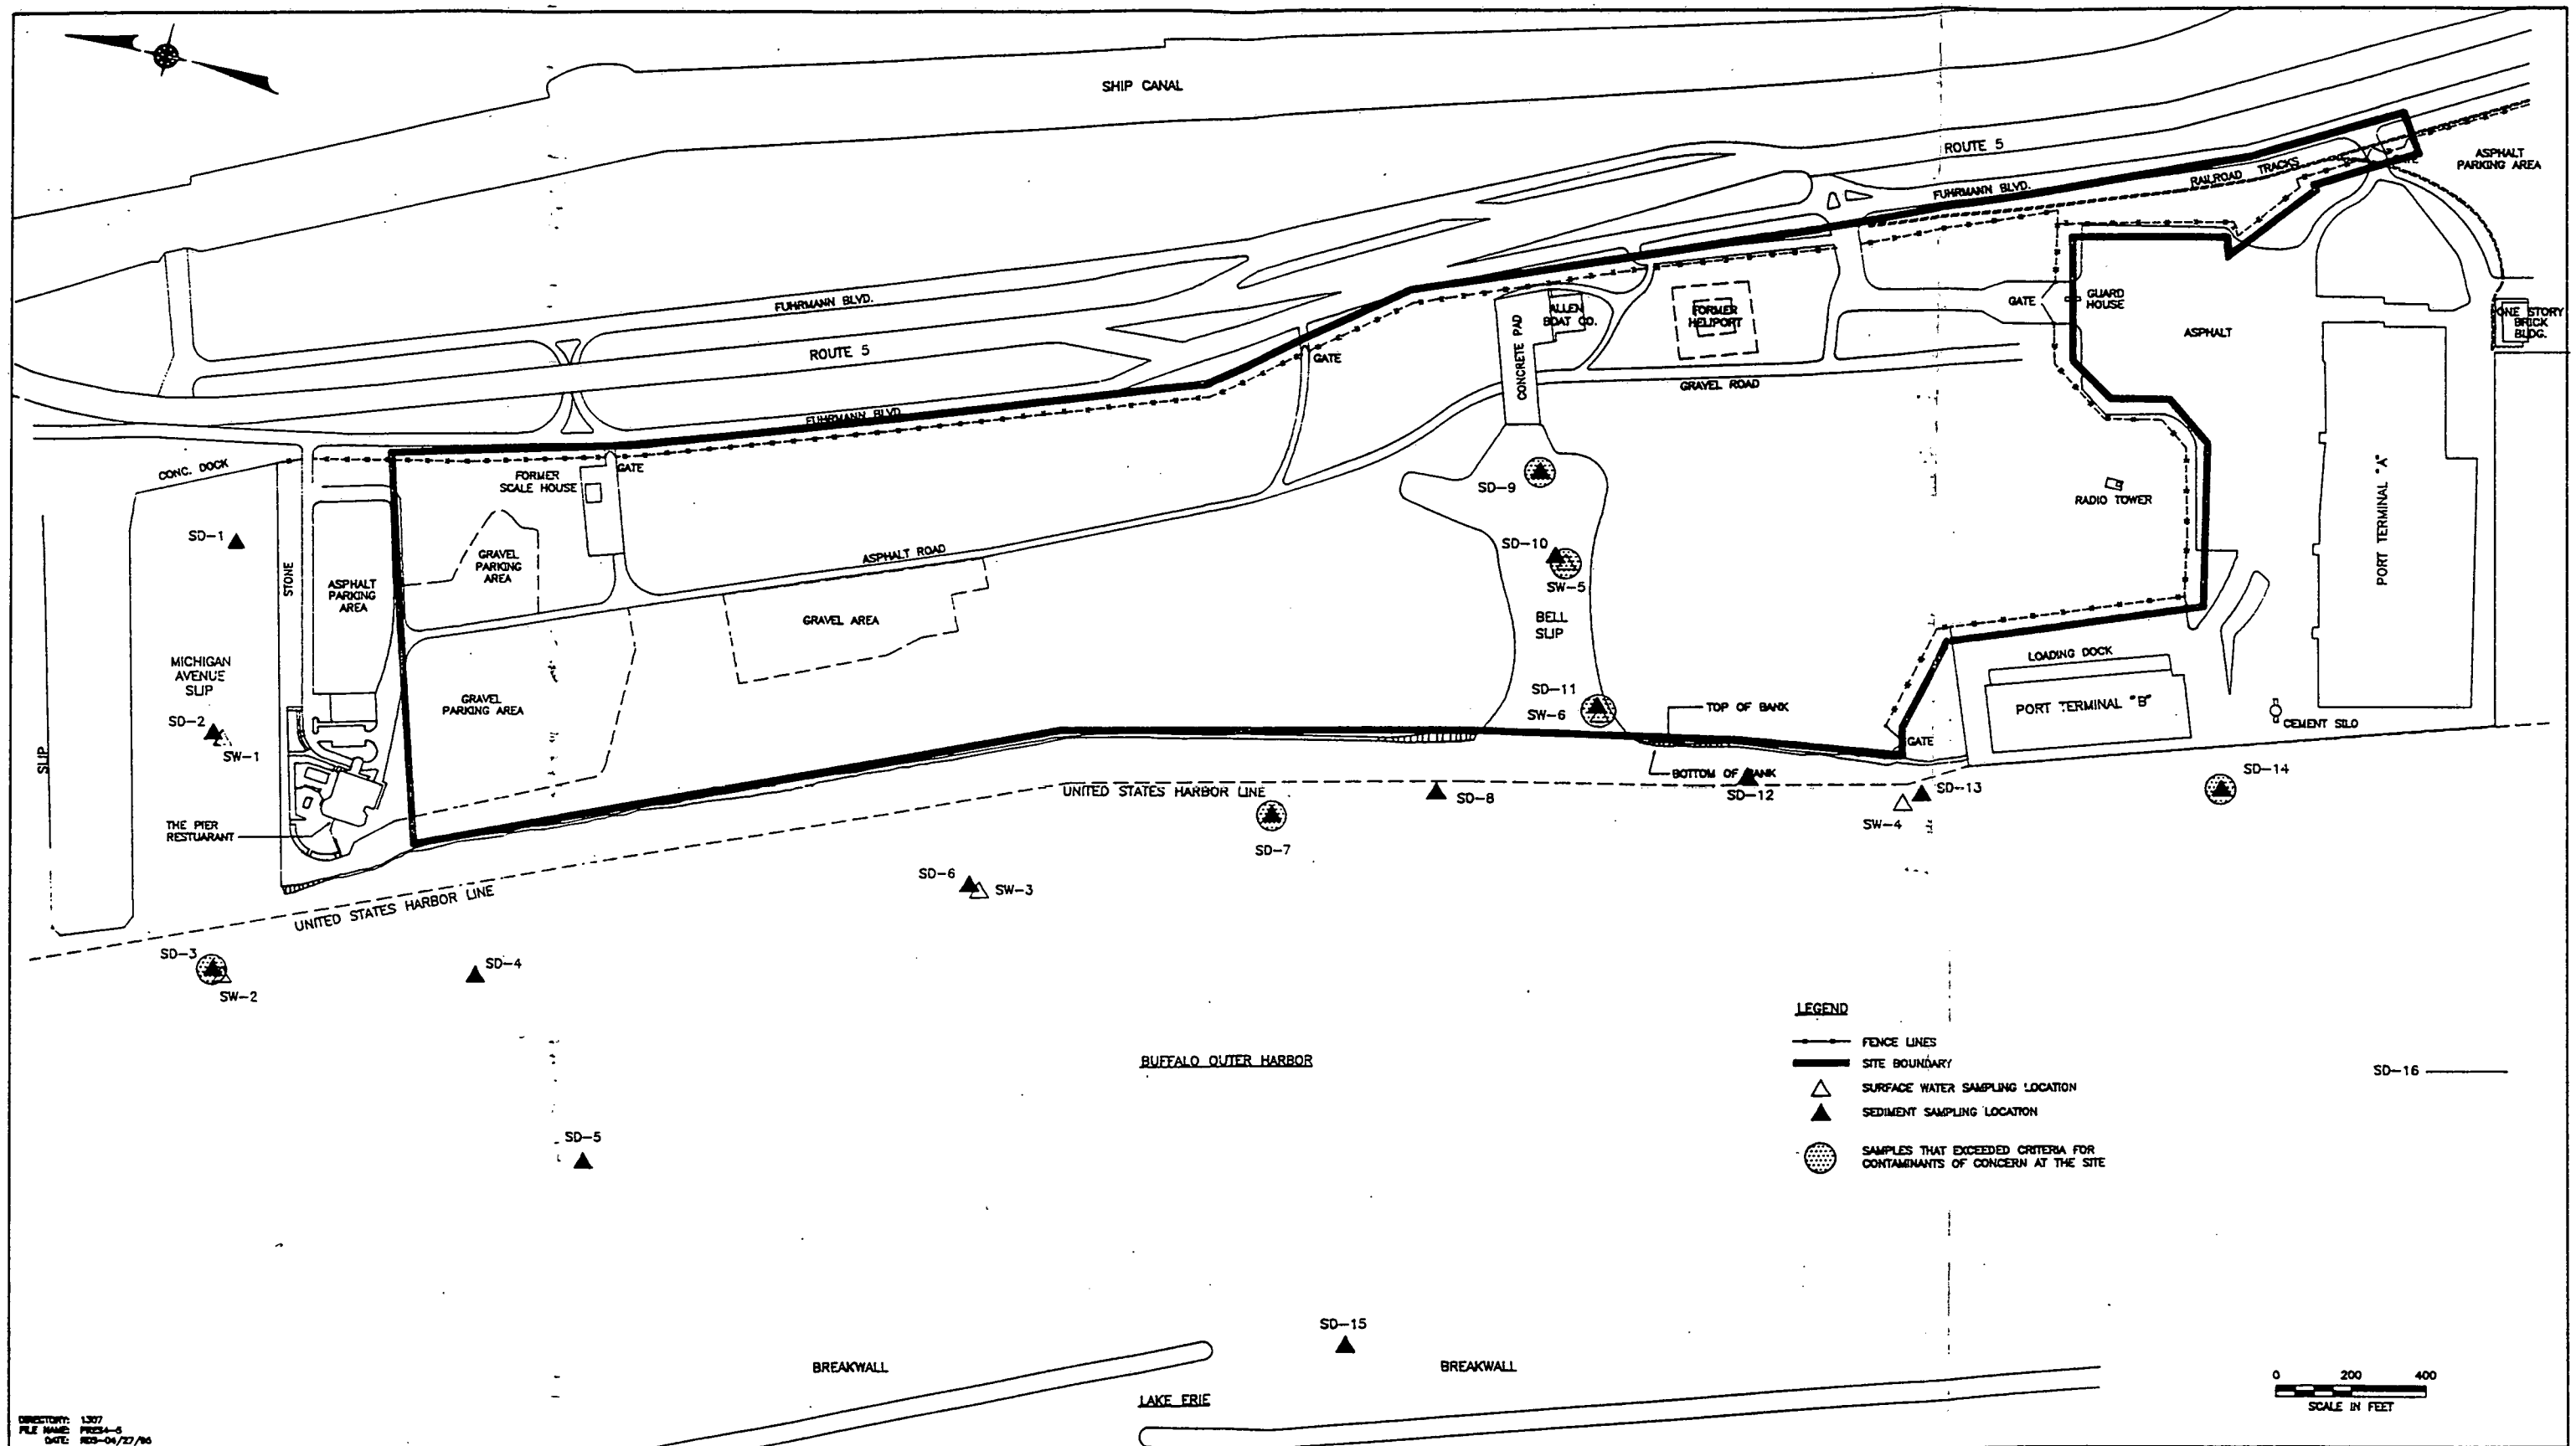 SHIP CANAL
ROUTE 5
FUHRMANN BLVD.
RAILROAD TRACKS
ASPHALT
PARKING AREA
FUHRMANN BLVD.
ROUTE 5
FUHRMANN BLVD.
GATE
CONCRETE PAD
ALLEN
BOAT CO.
FORMER
HELIPORT
GRAVEL ROAD
GATE
GUARD
HOUSE
ASPHALT
ONE STORY
BRICK
BLDG.
CONC. DOCK
FORMER
SCALE HOUSE
GATE
SD-9
RADIO TOWER
PORT TERMINAL "A"
SD-1
STONE
ASPHALT
PARKING
AREA
GRAVEL
PARKING
AREA
ASPHALT ROAD
GRAVEL AREA
SD-10
SW-5
BELL
SLIP
MICHIGAN
AVENUE
SLIP
SLIP
SD-2
SW-1
GRAVEL
PARKING AREA
SD-11
SW-6
TOP OF BANK
BOTTOM OF BANK
LOADING DOCK
PORT TERMINAL "B"
GATE
CEMENT SILO
THE PIER
RESTUARANT
UNITED STATES HARBOR LINE
UNITED STATES HARBOR LINE
SD-8
SD-12
SD-13
SW-4
SD-14
SD-7
SD-6
SW-3
SD-3
SW-2
SD-4
SD-5
BUFFALO OUTER HARBOR
LEGEND
FENCE LINES
SITE BOUNDARY
SURFACE WATER SAMPLING LOCATION
SEDIMENT SAMPLING LOCATION
SAMPLES THAT EXCEEDED CRITERIA FOR
CONTAMINANTS OF CONCERN AT THE SITE
SD-16
SD-15
BREAKWALL
BREAKWALL
LAKE ERIE
0 200 400
SCALE IN FEET
DIRECTORY: 1307
FILE NAME:
DATE: